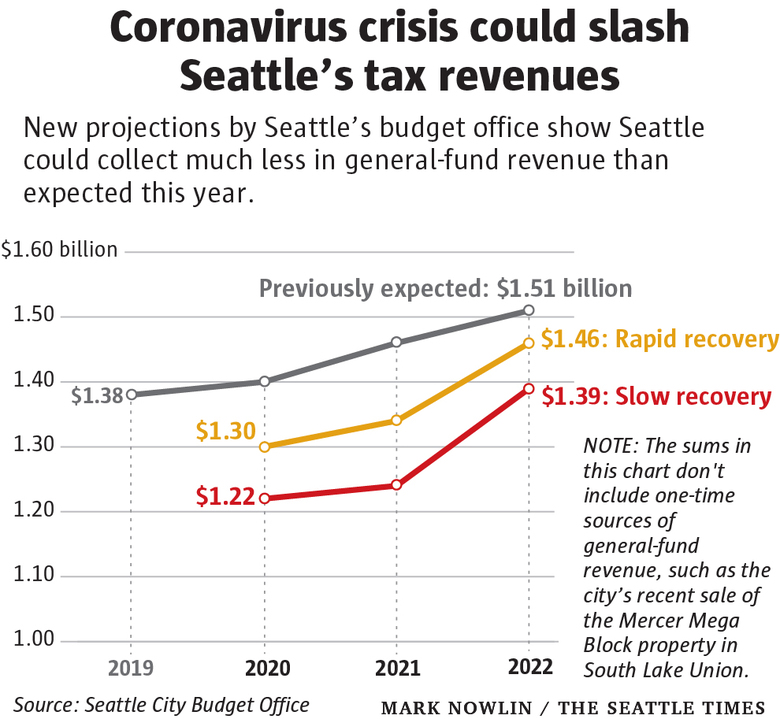 Coronavirus crisis could slash
Seattle’s tax revenues
New projections by Seattle’s budget office show Seattle
could collect much less in general-fund revenue than
expected this year.
$1.60 billion
Previously expected: $1.51 billion
1.50
$1.46: Rapid recovery
1.40
$1.38
$1.39: Slow recovery
$1.30
1.30
$1.22
1.20
1.10
1.00
NOTE: The sums in
this chart don't
include one-time
sources of
general-fund
revenue, such as the
city’s recent sale of
the Mercer Mega
Block property in
South Lake Union.
2019 2020 2021 2022
Source: Seattle City Budget Office
MARK NOWLIN / THE SEATTLE TIMES